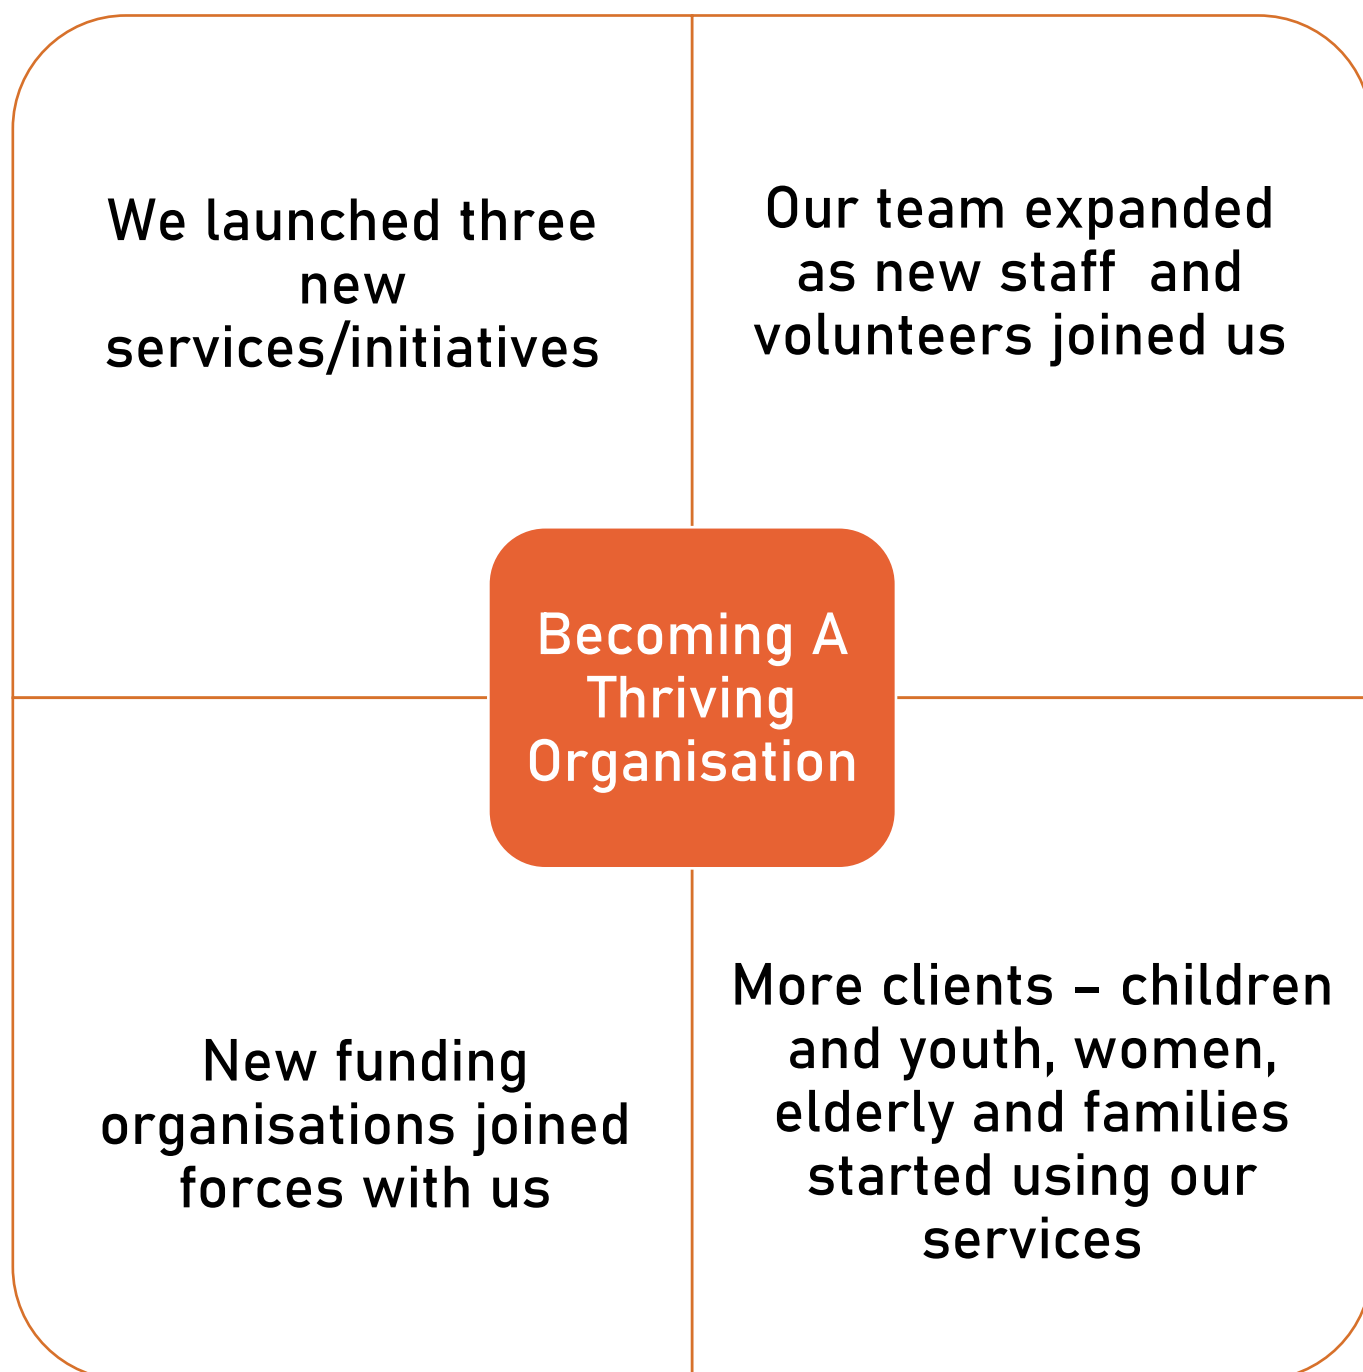 We launched three
new
services/initiatives
Our team expanded
as new staff  and
volunteers joined us
Becoming A
Thriving
Organisation
New funding
organisations joined
forces with us
More clients – children
and youth, women,
elderly and families
started using our
services